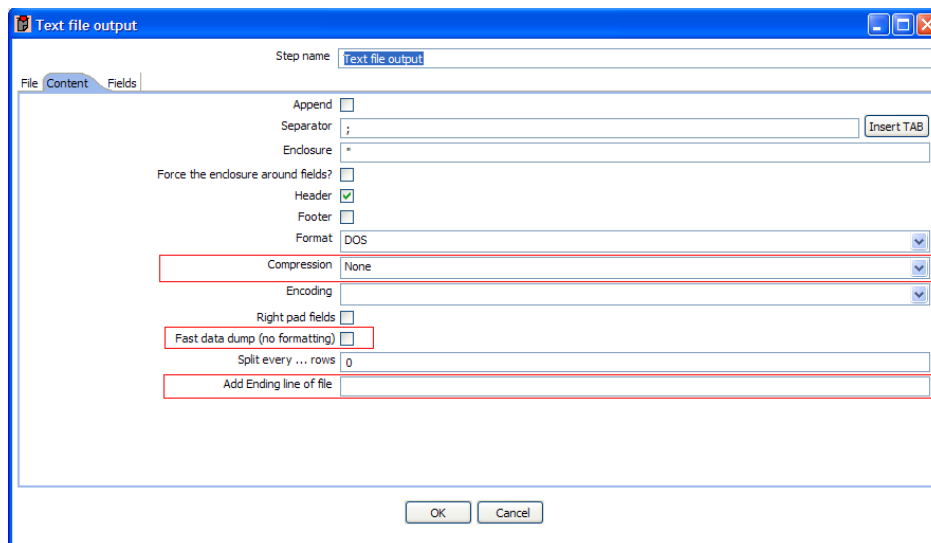 Text file output
Step name Text file output
File Content Fields
Append
Separator ; Insert TAB
Enclosure "
Force the enclosure around fields?
Header
Footer
Format DOS
Compression None
Encoding
Right pad fields
Fast data dump (no formatting)
Split every ... rows 0
Add Ending line of file
OK Cancel